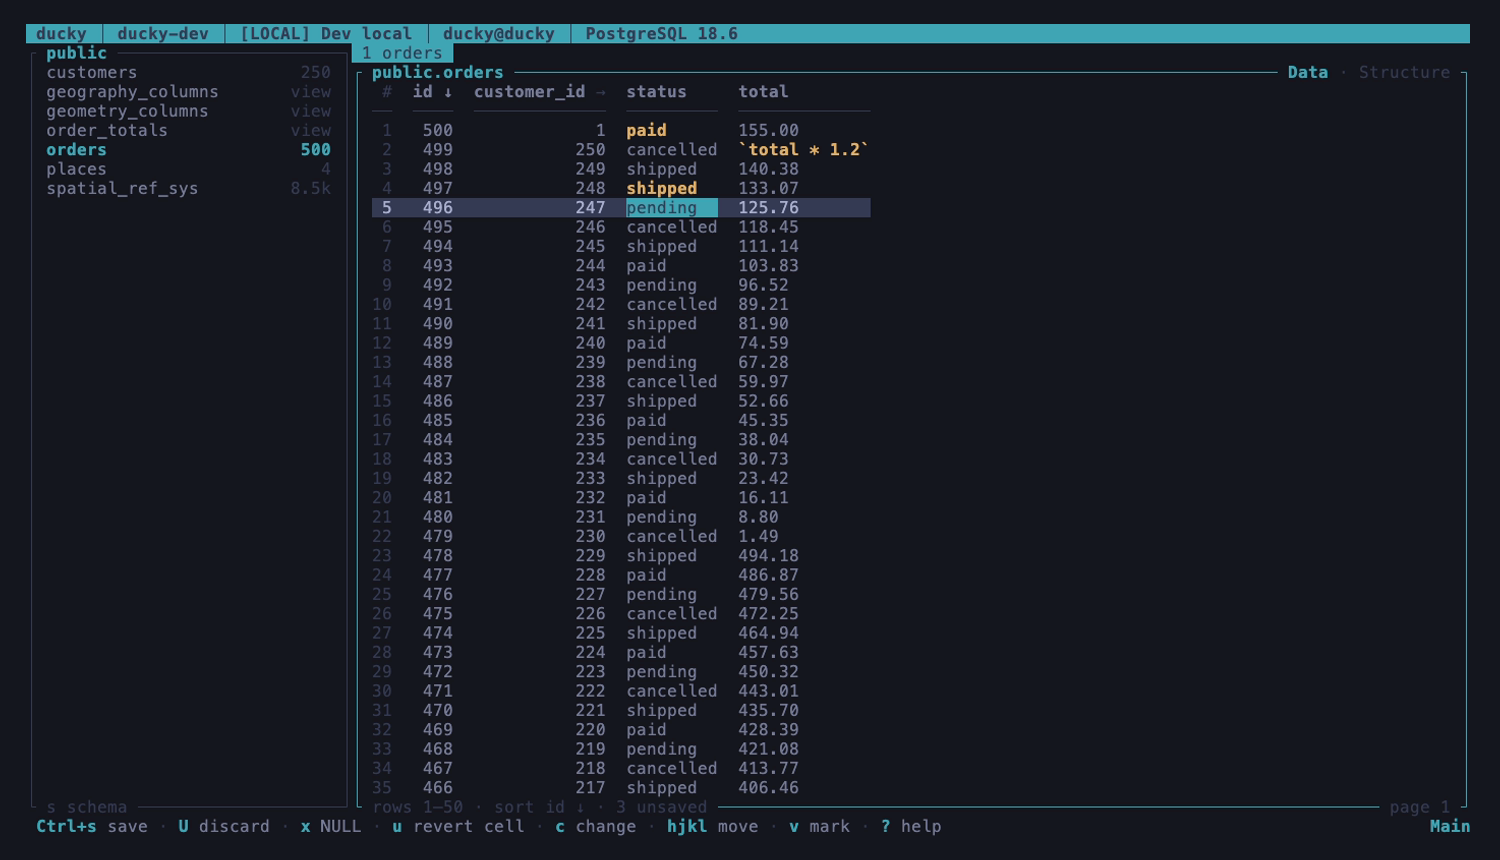 ducky │ ducky-dev │ [LOCAL] Dev local │ ducky@ducky │ PostgreSQL 18.6
public
customers 250
geography_columns view
geometry_columns view
order_totals view
orders 500
places 4
spatial_ref_sys 8.5k
s schema
1 orders
public.orders Data · Structure
# id ↓ customer_id → status total
1 500 1 paid 155.00
2 499 250 cancelled `total * 1.2`
3 498 249 shipped 140.38
4 497 248 shipped 133.07
5 496 247 pending 125.76
6 495 246 cancelled 118.45
7 494 245 shipped 111.14
8 493 244 paid 103.83
9 492 243 pending 96.52
10 491 242 cancelled 89.21
11 490 241 shipped 81.90
12 489 240 paid 74.59
13 488 239 pending 67.28
14 487 238 cancelled 59.97
15 486 237 shipped 52.66
16 485 236 paid 45.35
17 484 235 pending 38.04
18 483 234 cancelled 30.73
19 482 233 shipped 23.42
20 481 232 paid 16.11
21 480 231 pending 8.80
22 479 230 cancelled 1.49
23 478 229 shipped 494.18
24 477 228 paid 486.87
25 476 227 pending 479.56
26 475 226 cancelled 472.25
27 474 225 shipped 464.94
28 473 224 paid 457.63
29 472 223 pending 450.32
30 471 222 cancelled 443.01
31 470 221 shipped 435.70
32 469 220 paid 428.39
33 468 219 pending 421.08
34 467 218 cancelled 413.77
35 466 217 shipped 406.46
rows 1–50 · sort id ↓ · 3 unsaved page 1
Ctrl+s save · U discard · x NULL · u revert cell · c change · hjkl move · v mark · ? help Main